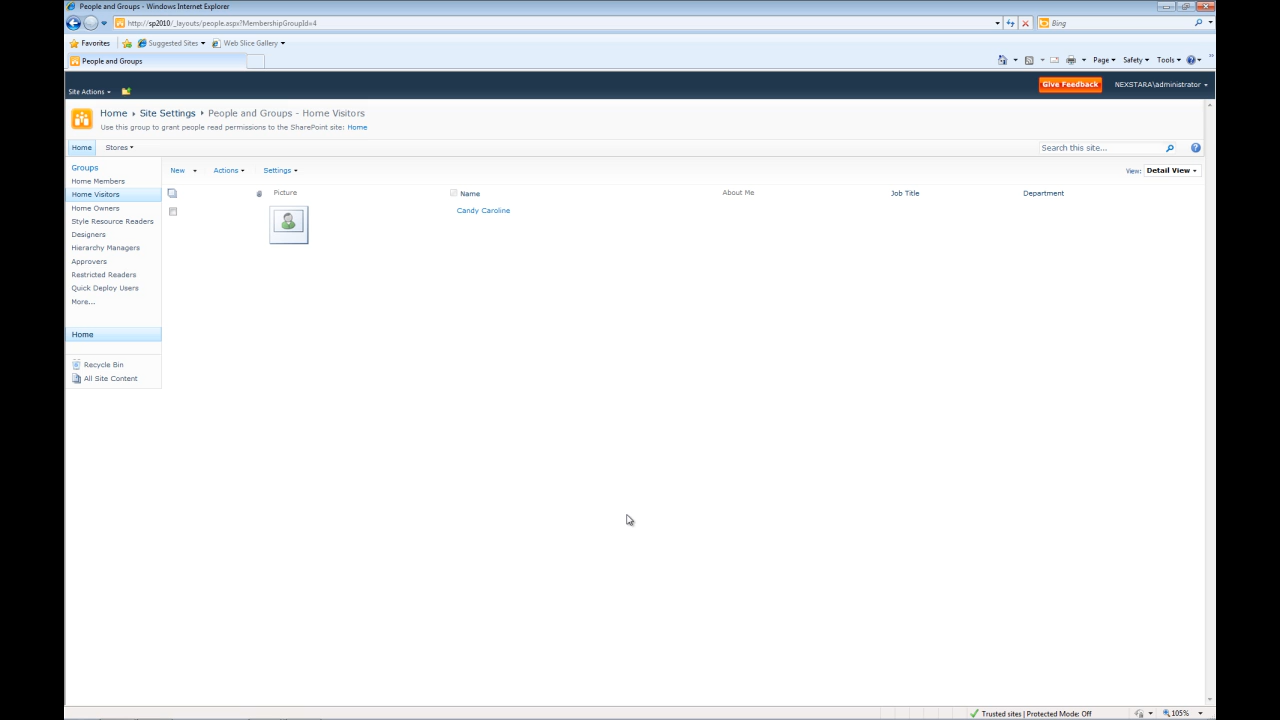 People and Groups - Windows Internet Explorer
http://sp2010/_layouts/people.aspx?MembershipGroupId=4
Bing
Favorites
Suggested Sites
Web Slice Gallery
People and Groups
Page
Safety
Tools
Site Actions
Give Feedback
NEXSTARA\administrator
Home
Site Settings
People and Groups - Home Visitors
Use this group to grant people read permissions to the SharePoint site: Home
Home
Stores
Search this site...
Groups
New
Actions
Settings
View: Detail View
Home Members
Home Visitors
Picture
Name
About Me
Job Title
Department
Home Owners
Candy Caroline
Style Resource Readers
Designers
Hierarchy Managers
Approvers
Restricted Readers
Quick Deploy Users
More...
Home
Recycle Bin
All Site Content
Trusted sites | Protected Mode: Off
105%